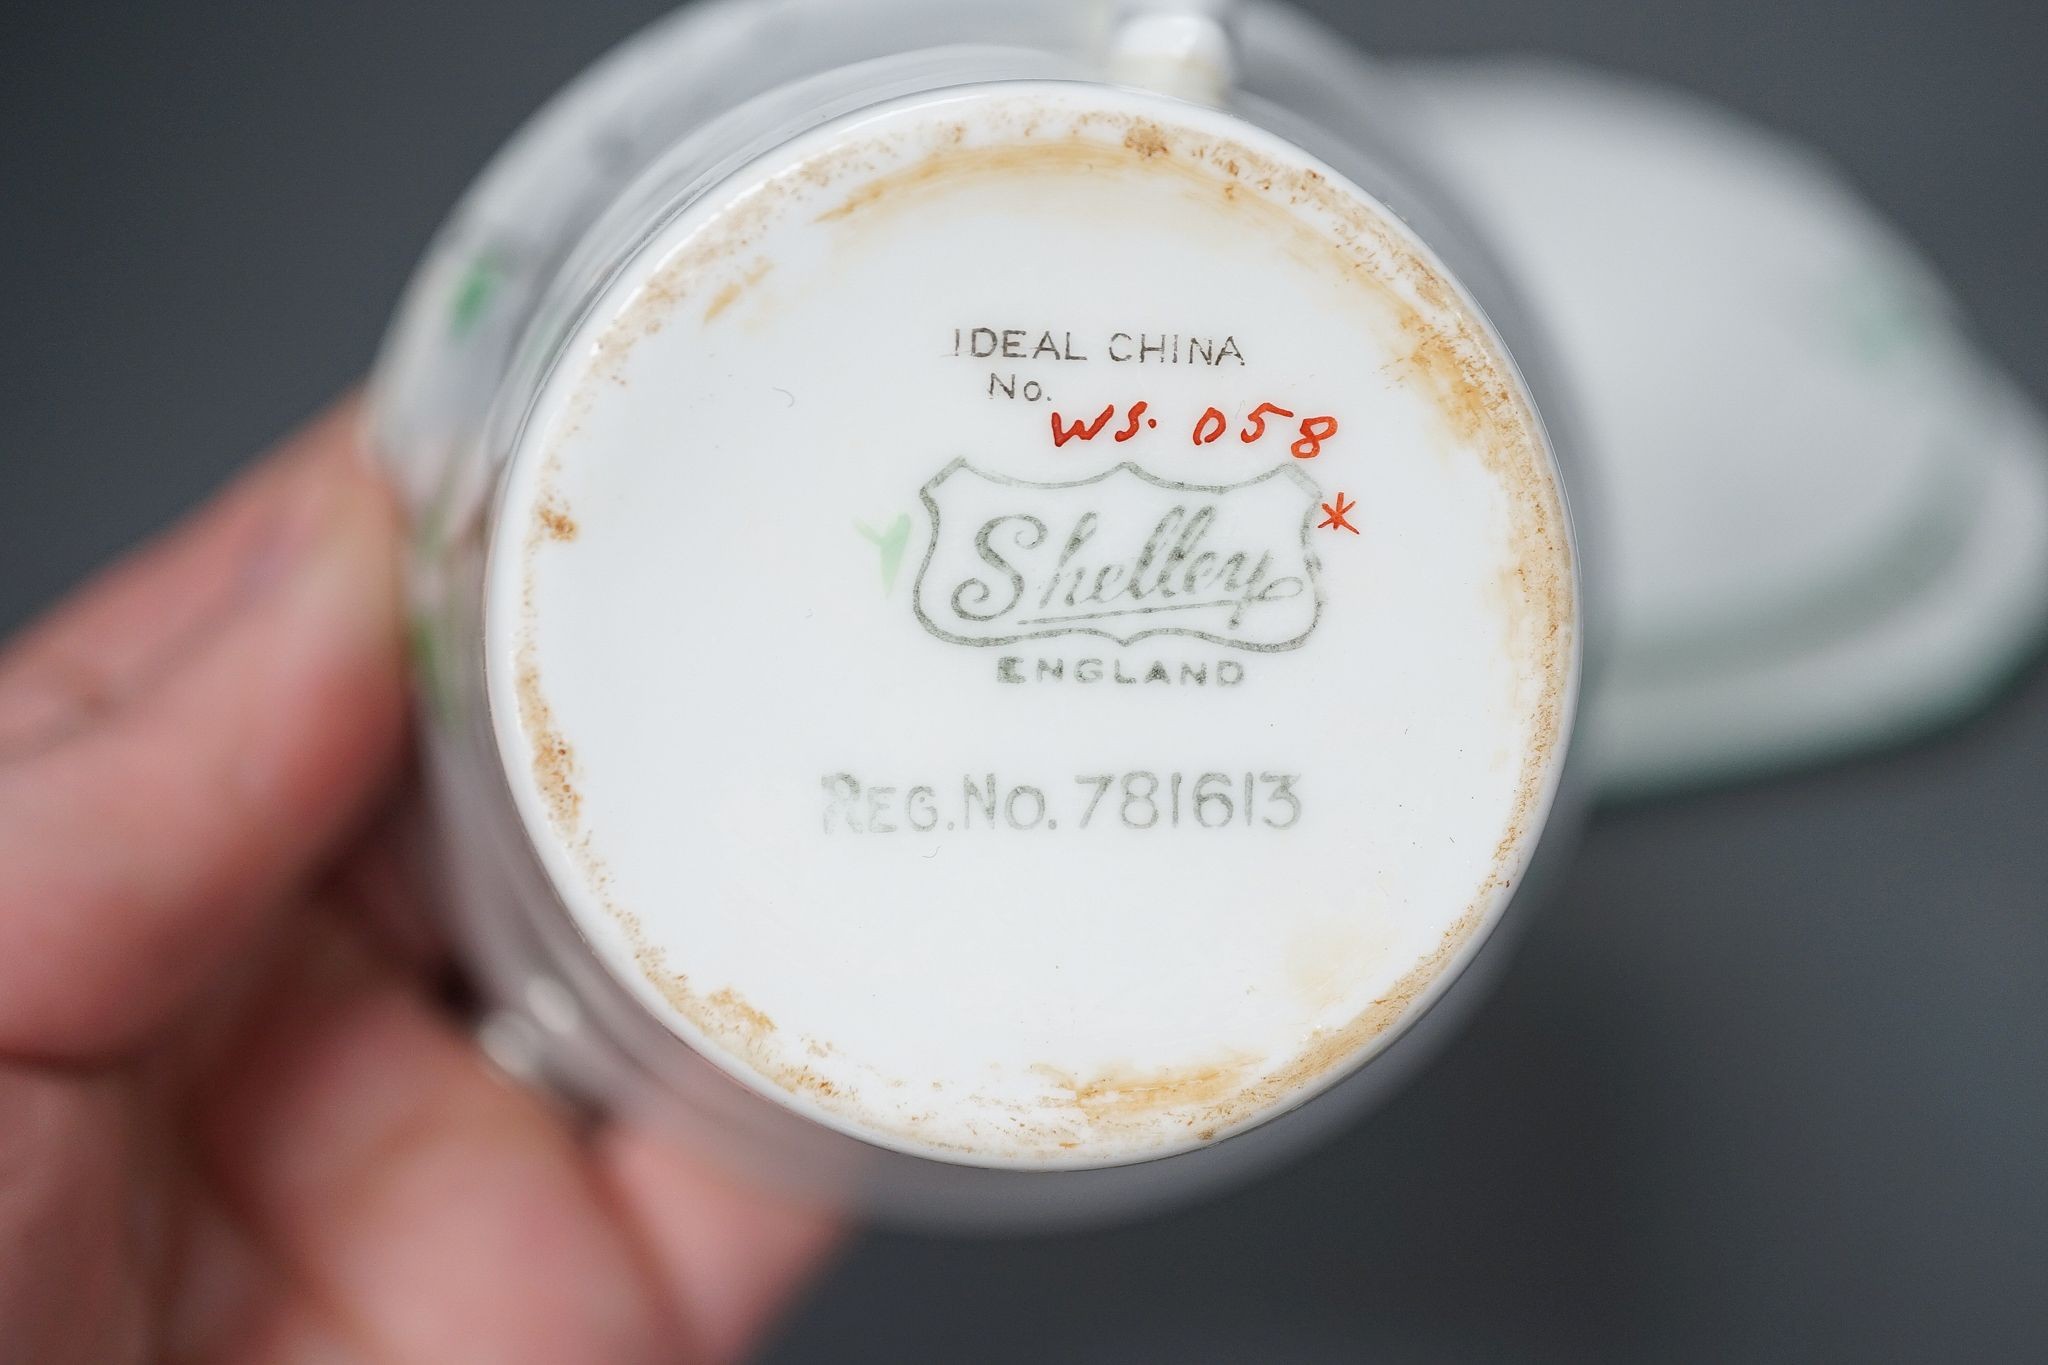 IDEAL CHINA
No.
WS. 058
*
Y
Shelley
ENGLAND
REG. No. 781613